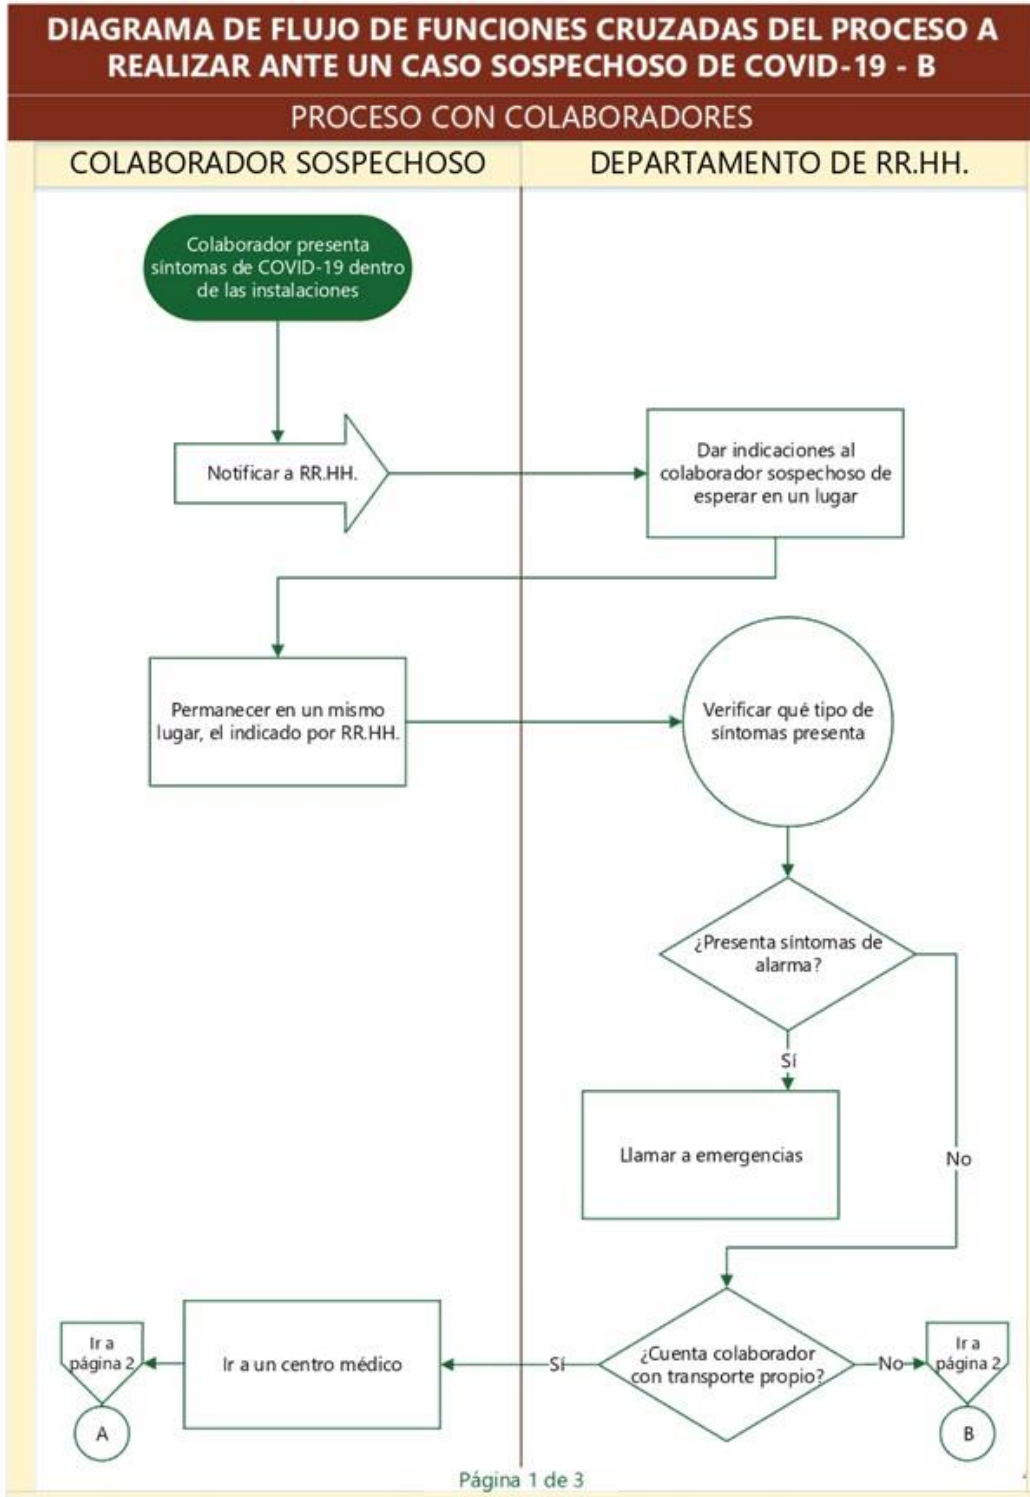 DIAGRAMA DE FLUJO DE FUNCIONES CRUZADAS DEL PROCESO A
REALIZAR ANTE UN CASO SOSPECHOSO DE COVID-19 - B
PROCESO CON COLABORADORES
COLABORADOR SOSPECHOSO
DEPARTAMENTO DE RR.HH.
Colaborador presenta
síntomas de COVID-19 dentro
de las instalaciones
Notificar a RR.HH.
Dar indicaciones al
colaborador sospechoso de
esperar en un lugar
Permanecer en un mismo
lugar, el indicado por RR.HH.
Verificar qué tipo de
síntomas presenta
¿Presenta síntomas de
alarma?
Sí
Llamar a emergencias
No
¿Cuenta colaborador
con transporte propio?
Sí
Ir a un centro médico
Ir a
página 2
A
No
Ir a
página 2
B
Página 1 de 3